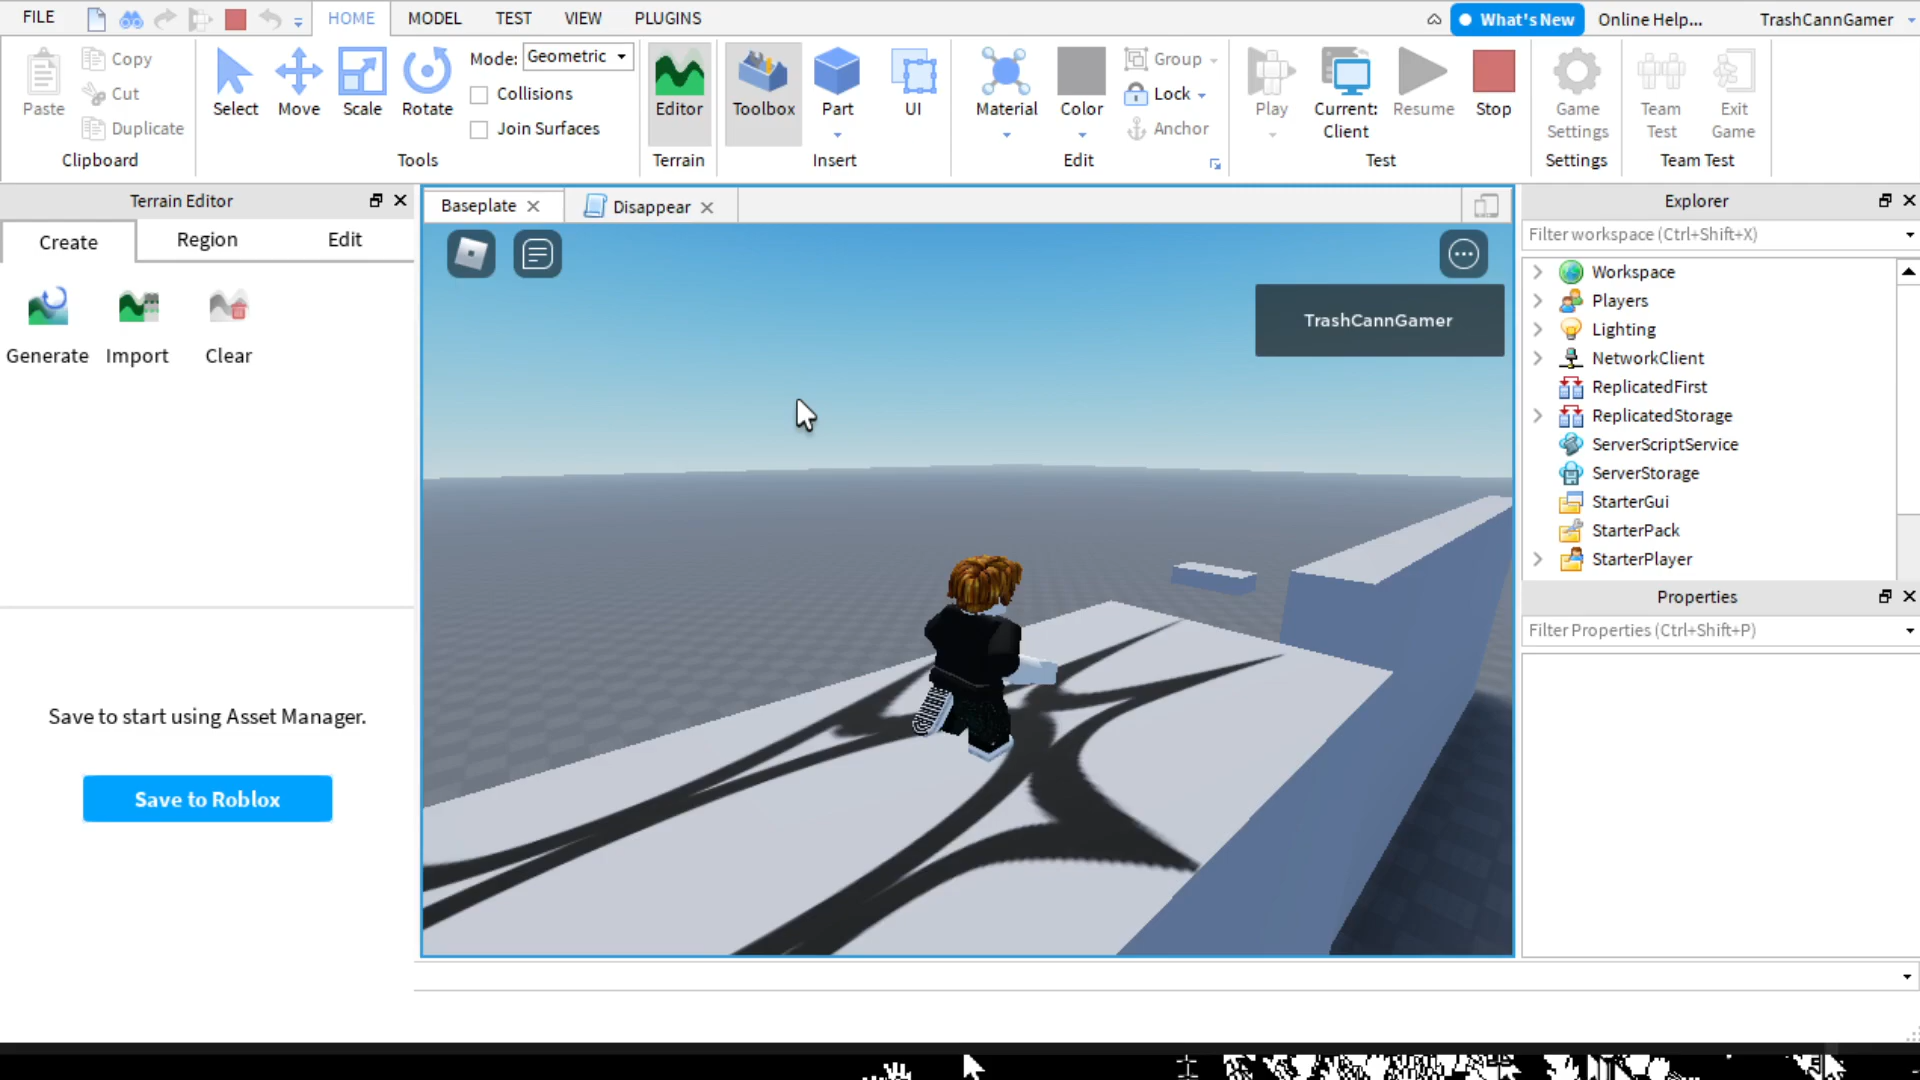 FILE HOME MODEL TEST VIEW PLUGINS What's New Online Help... TrashCannGamer
Paste Copy Cut Duplicate
Clipboard
Select Move Scale Rotate
Mode: Geometric
Collisions
Join Surfaces
Tools
Editor
Terrain
Toolbox Part UI
Insert
Material Color Group Lock Anchor
Edit
Play Current: Client Resume Stop
Test
Game Settings
Settings
Team Test Exit Game
Team Test
Terrain Editor
Create Region Edit
Generate Import Clear
Save to start using Asset Manager.
Save to Roblox
Baseplate Disappear
TrashCannGamer
Explorer
Filter workspace (Ctrl+Shift+X)
Workspace
Players
Lighting
NetworkClient
ReplicatedFirst
ReplicatedStorage
ServerScriptService
ServerStorage
StarterGui
StarterPack
StarterPlayer
Properties
Filter Properties (Ctrl+Shift+P)